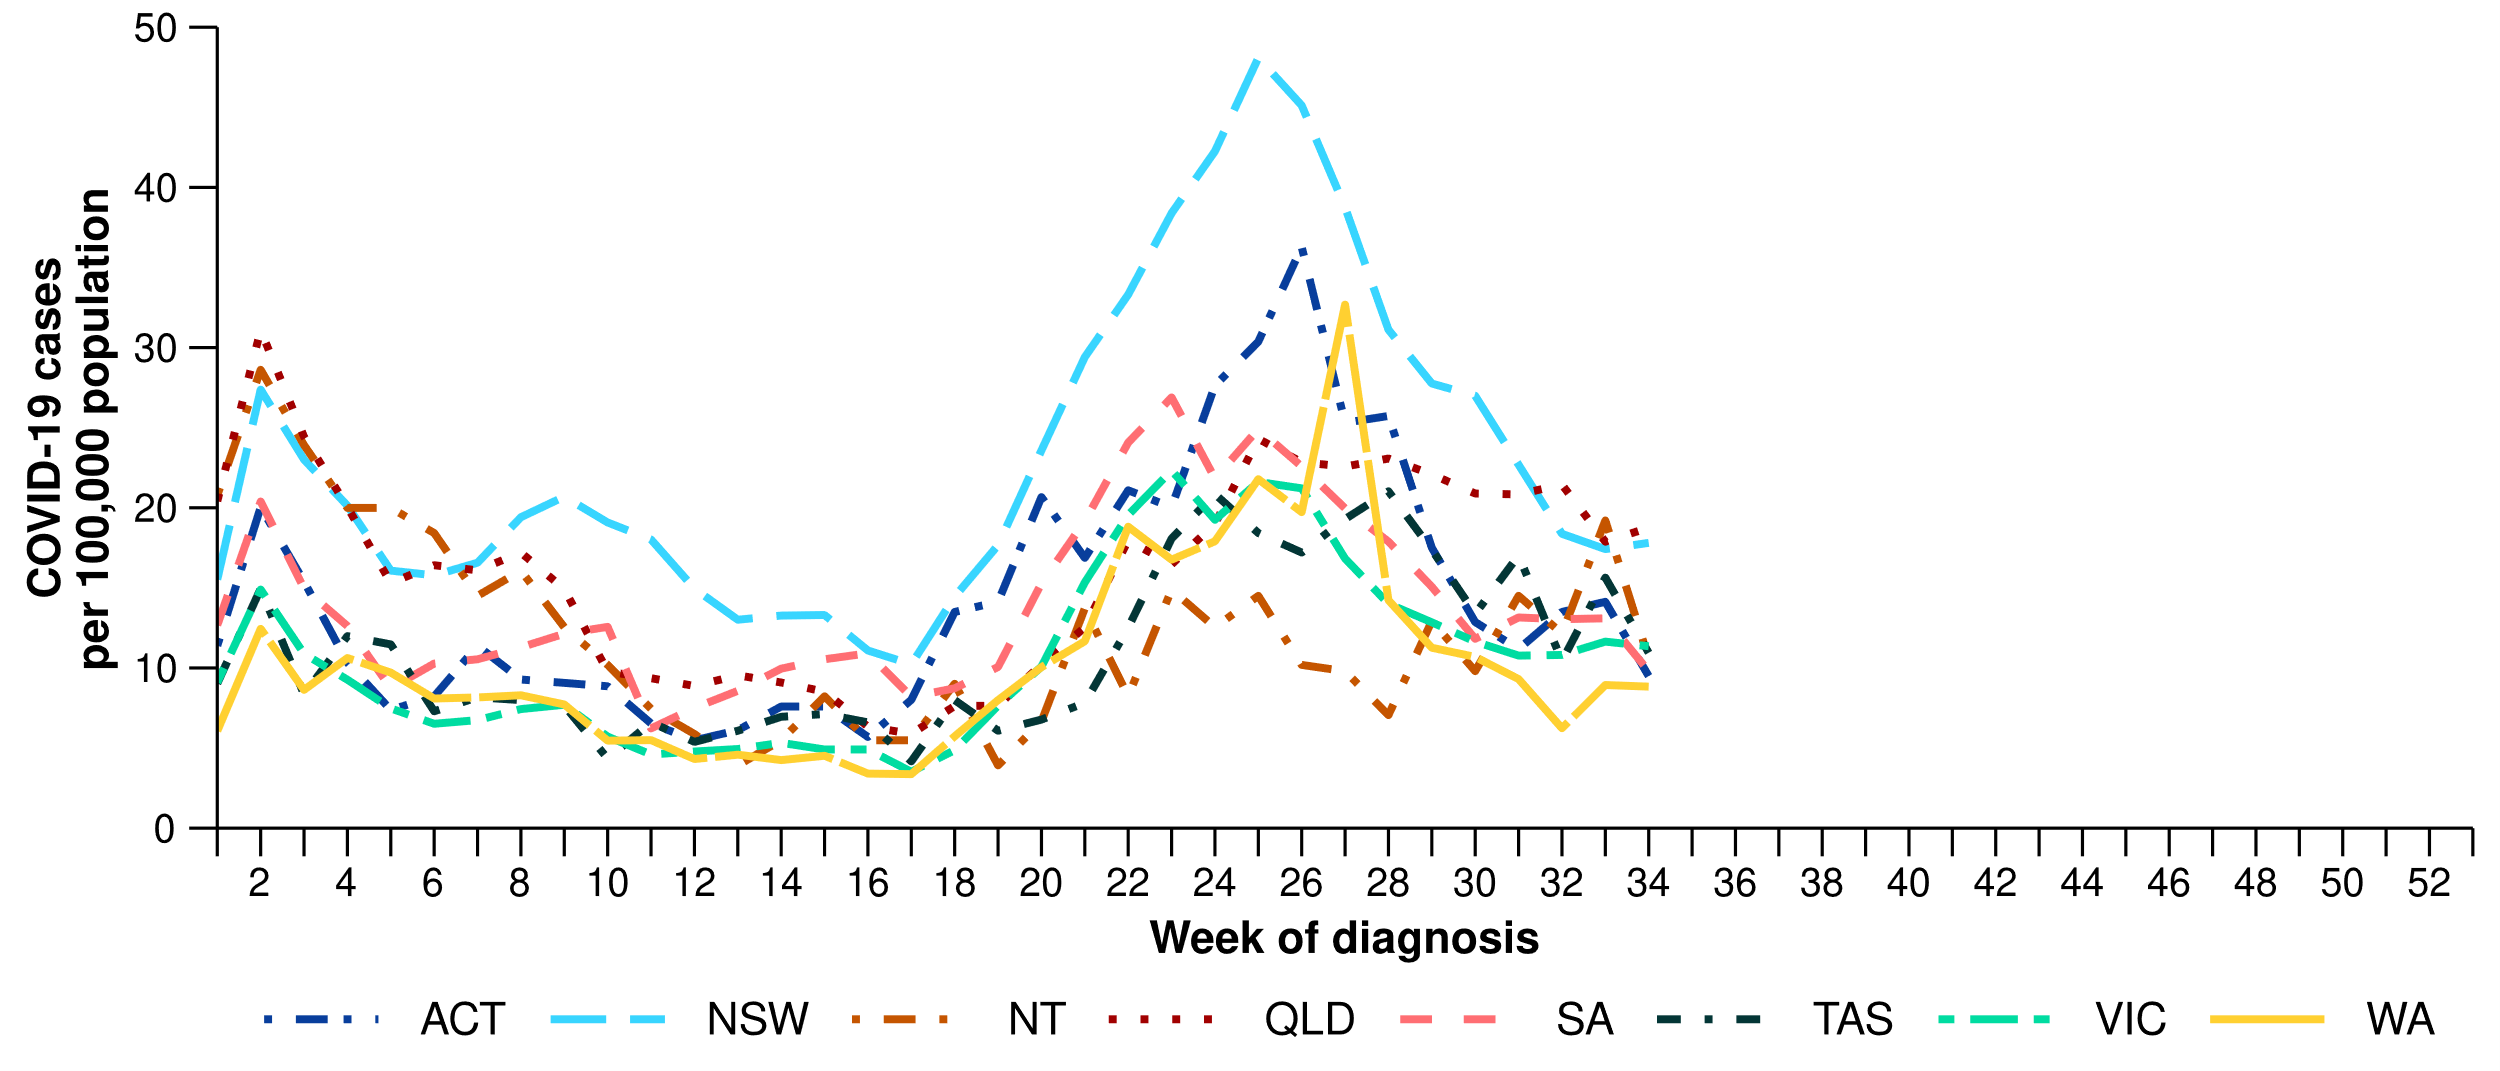 COVID-19 cases
per 100,000 population
50
40
30
20
10
0
2 4 6 8 10 12 14 16 18 20 22 24 26 28 30 32 34 36 38 40 42 44 46 48 50 52
Week of diagnosis
ACT NSW NT QLD SA TAS VIC WA